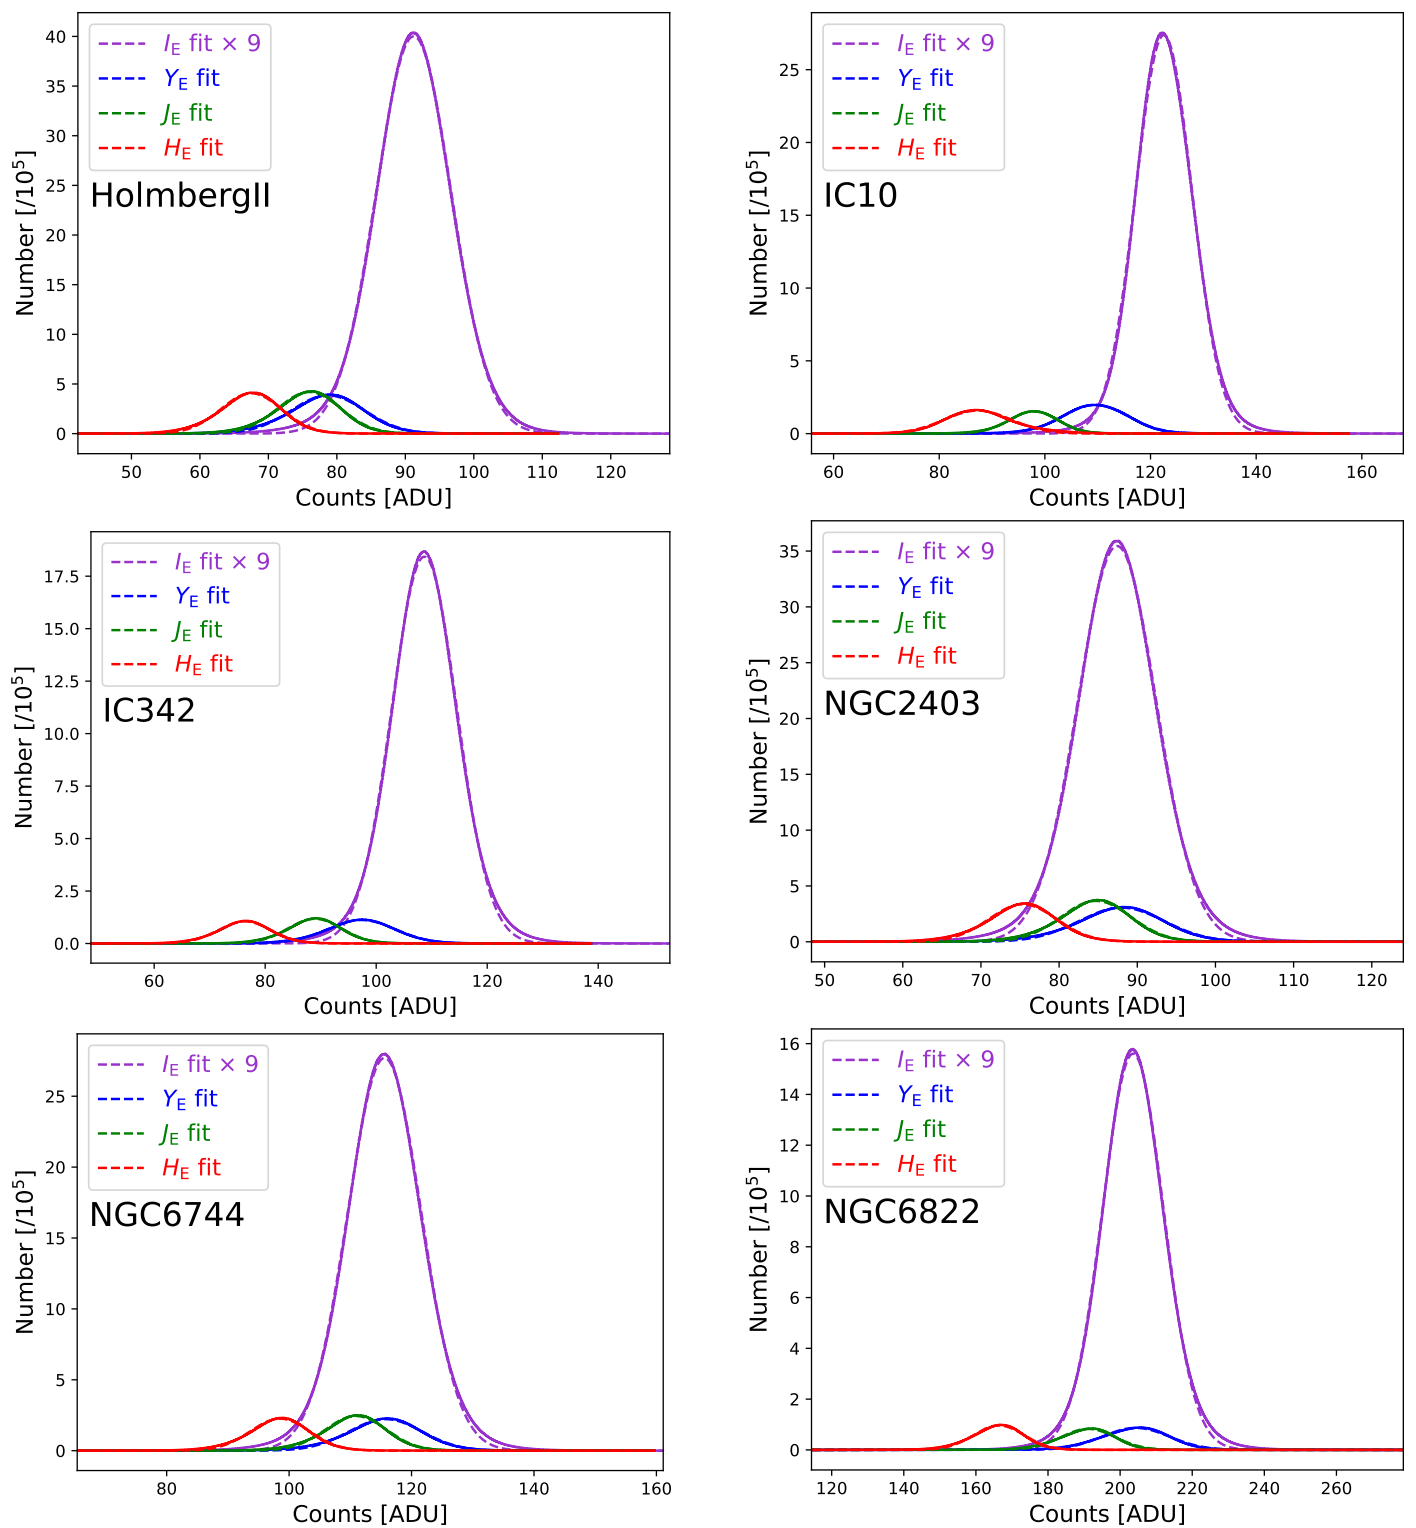 I_E fit × 9
Y_E fit
J_E fit
H_E fit
HolmbergII
Number [/10^5]
40
35
30
25
20
15
10
5
0
50 60 70 80 90 100 110 120
Counts [ADU]
I_E fit × 9
Y_E fit
J_E fit
H_E fit
IC10
Number [/10^5]
25
20
15
10
5
0
60 80 100 120 140 160
Counts [ADU]
I_E fit × 9
Y_E fit
J_E fit
H_E fit
IC342
Number [/10^5]
17.5
15.0
12.5
10.0
7.5
5.0
2.5
0.0
60 80 100 120 140
Counts [ADU]
I_E fit × 9
Y_E fit
J_E fit
H_E fit
NGC2403
Number [/10^5]
35
30
25
20
15
10
5
0
50 60 70 80 90 100 110 120
Counts [ADU]
I_E fit × 9
Y_E fit
J_E fit
H_E fit
NGC6744
Number [/10^5]
25
20
15
10
5
0
80 100 120 140 160
Counts [ADU]
I_E fit × 9
Y_E fit
J_E fit
H_E fit
NGC6822
Number [/10^5]
16
14
12
10
8
6
4
2
0
120 140 160 180 200 220 240 260
Counts [ADU]